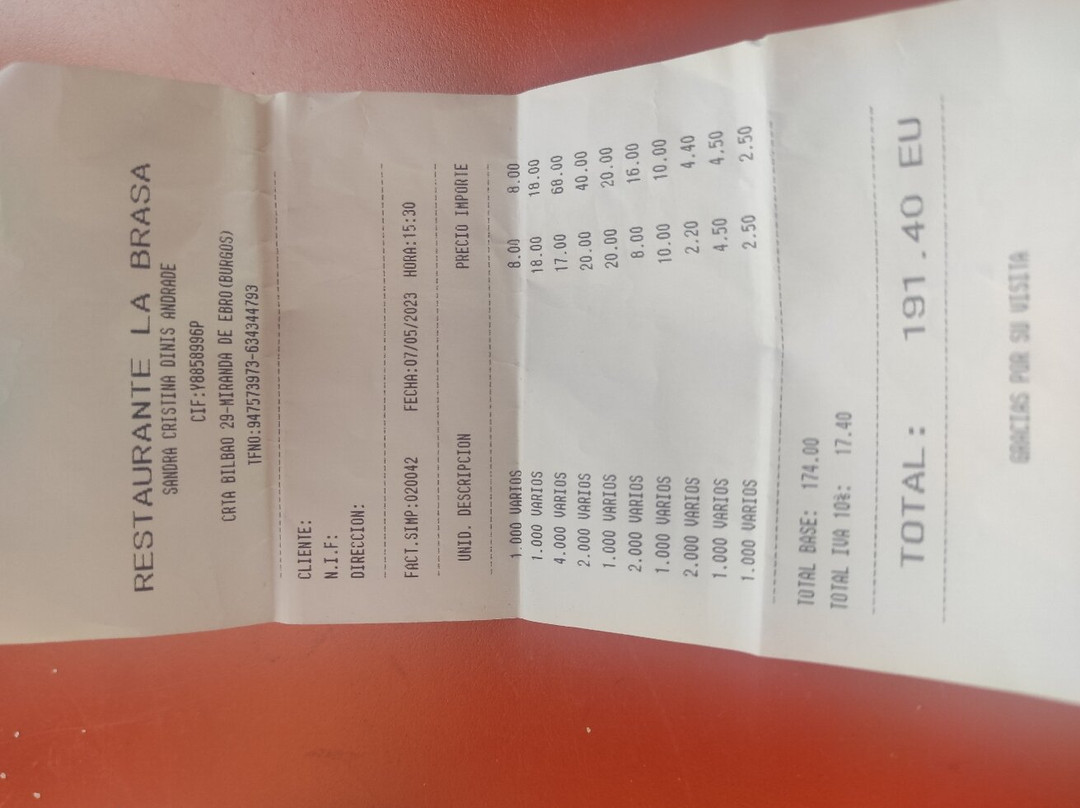 RESTAURANTE LA BRASA
SANDRA CRISTINA DINIS ANDRADE
CIF:Y8858996P
CRTA BILBAO 29-MIRANDA DE EBRO(BURGOS)
TFNO:947573973-634344793
CLIENTE:
N.I.F:
DIRECCION:
FACT.SIMP:020042 FECHA:07/05/2023 HORA:15:30
UNID. DESCRIPCION PRECIO IMPORTE
1.000 VARIOS 8.00 8.00
1.000 VARIOS 18.00 18.00
4.000 VARIOS 17.00 68.00
2.000 VARIOS 20.00 40.00
1.000 VARIOS 20.00 20.00
2.000 VARIOS 8.00 16.00
1.000 VARIOS 10.00 10.00
2.000 VARIOS 2.20 4.40
1.000 VARIOS 4.50 4.50
1.000 VARIOS 2.50 2.50
TOTAL BASE: 174.00
TOTAL IVA 10%: 17.40
TOTAL: 191.40 EU
GRACIAS POR SU VISITA